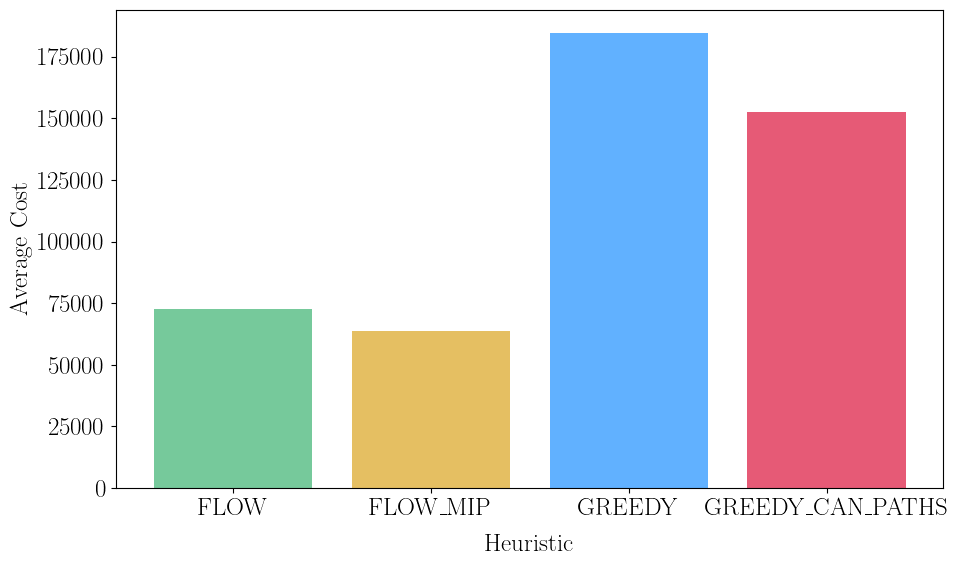 Average Cost
175000
150000
125000
100000
75000
50000
25000
0
FLOW
FLOW_MIP
GREEDY
GREEDY_CAN_PATHS
Heuristic